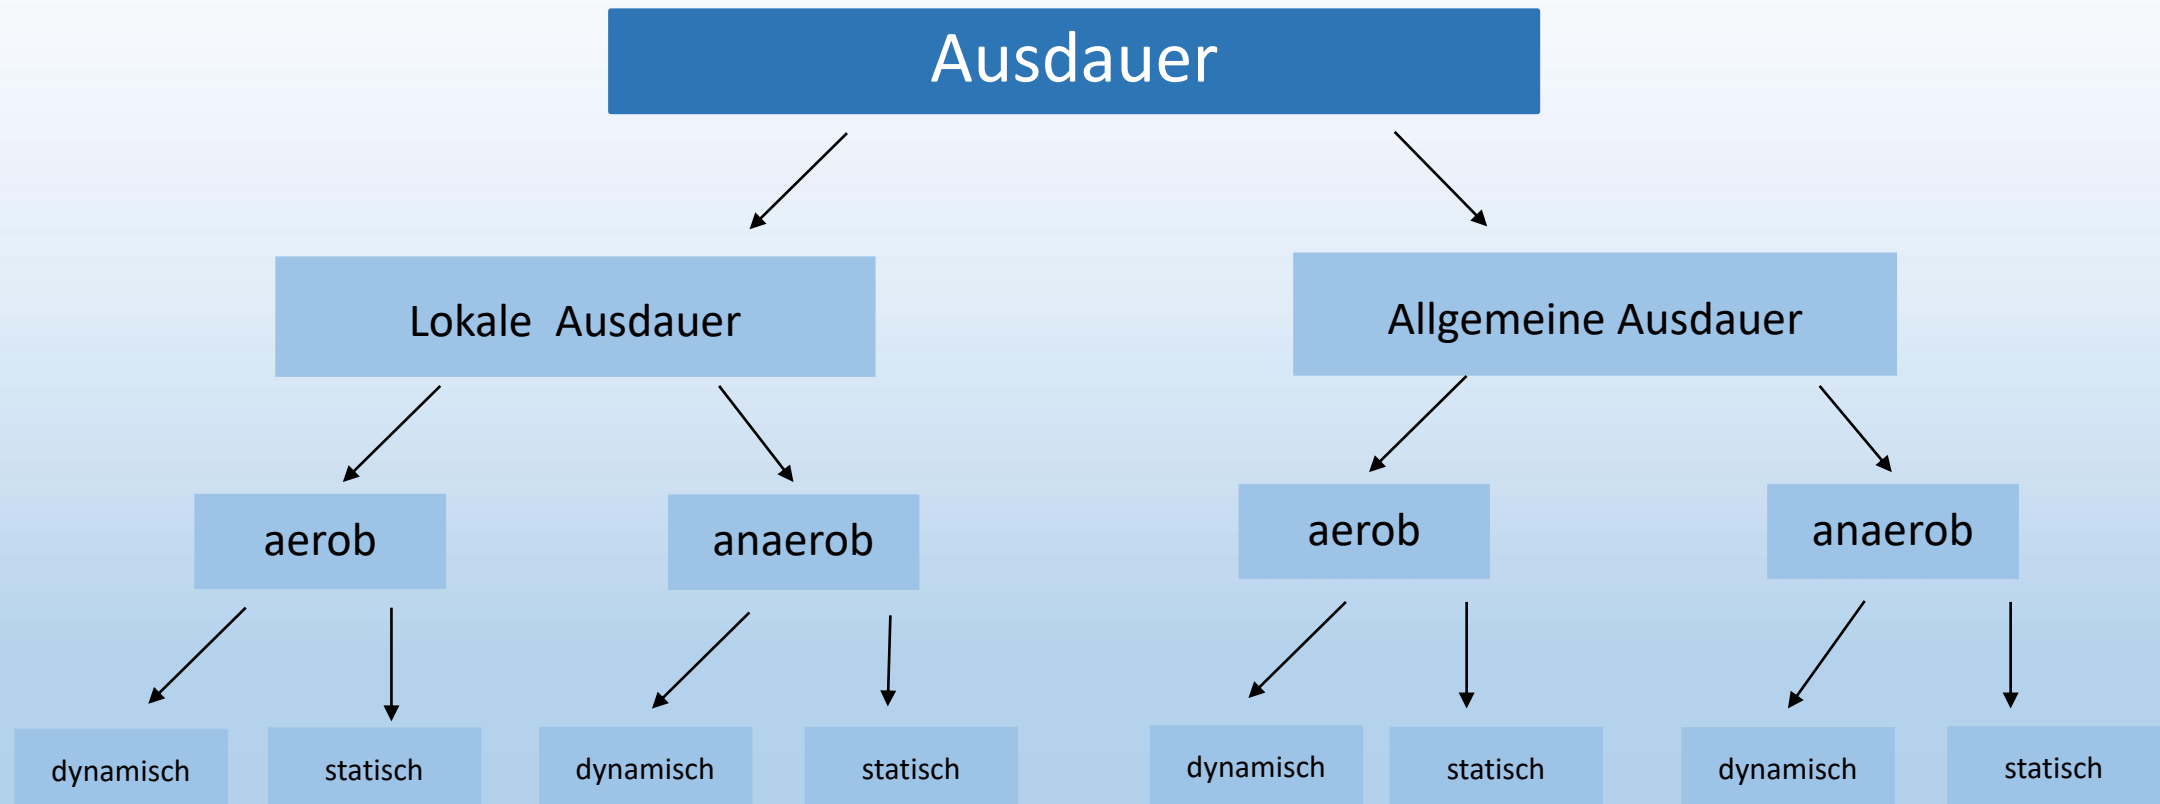 Ausdauer
Lokale Ausdauer
Allgemeine Ausdauer
aerob
anaerob
aerob
anaerob
dynamisch
statisch
dynamisch
statisch
dynamisch
statisch
dynamisch
statisch